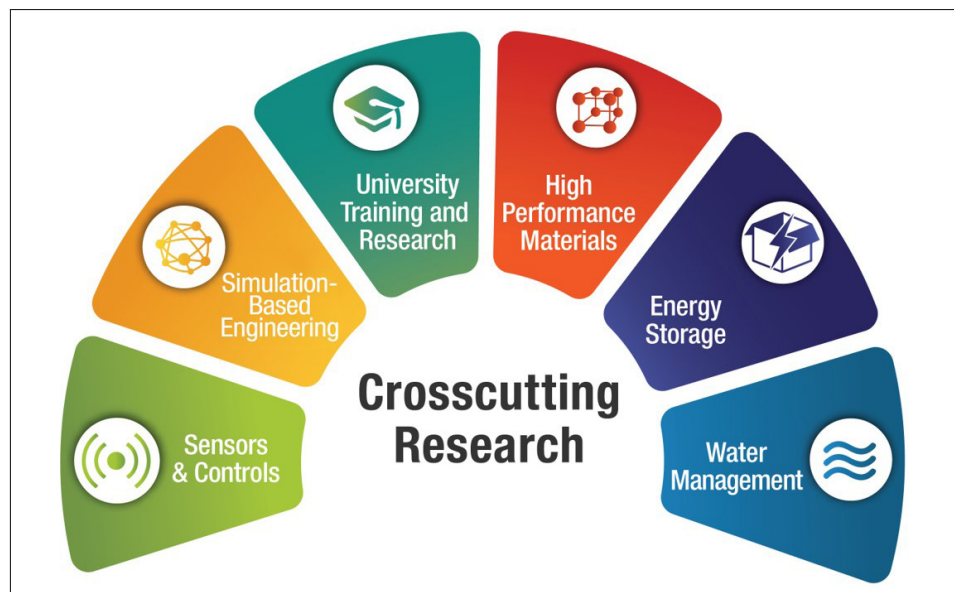 University
Training and
Research
High
Performance
Materials
Simulation-
Based
Engineering
Energy
Storage
Crosscutting
Research
Sensors
& Controls
Water
Management